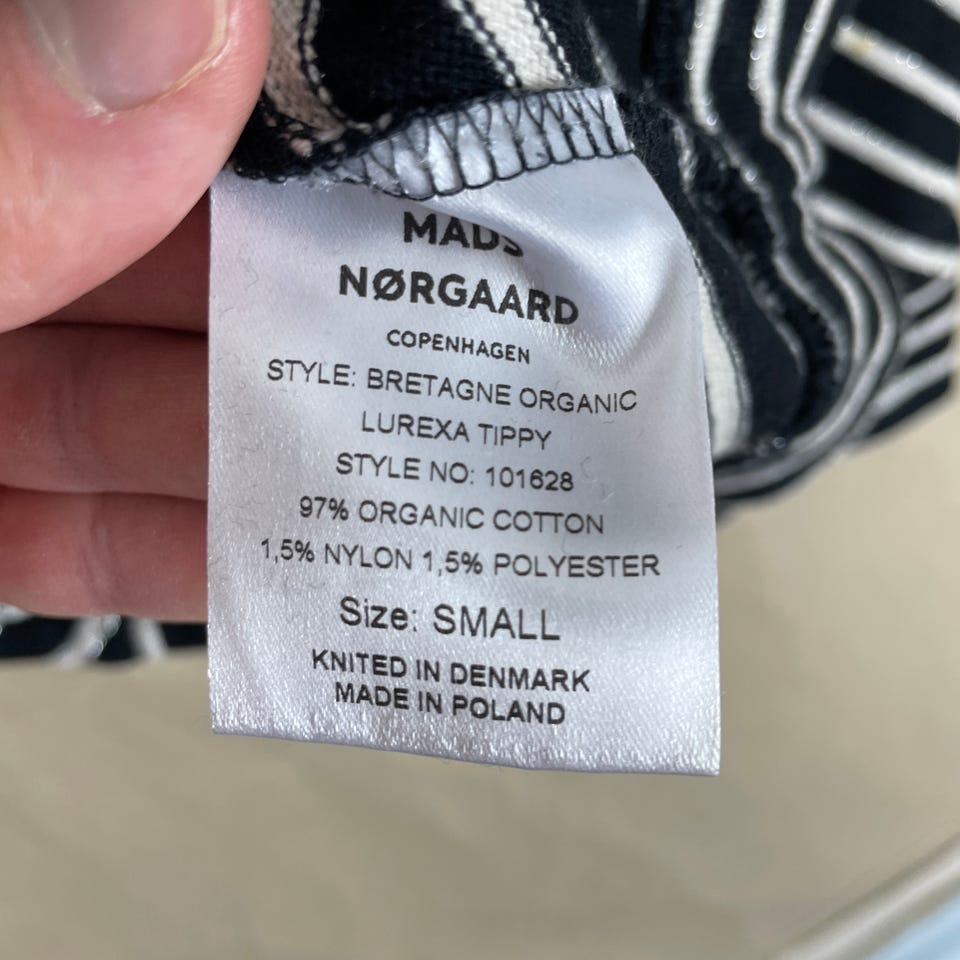 MADS
NØRGAARD
COPENHAGEN
STYLE: BRETAGNE ORGANIC
LUREXA TIPPY
STYLE NO: 101628
97% ORGANIC COTTON
1,5% NYLON 1,5% POLYESTER
Size: SMALL
KNITED IN DENMARK
MADE IN POLAND